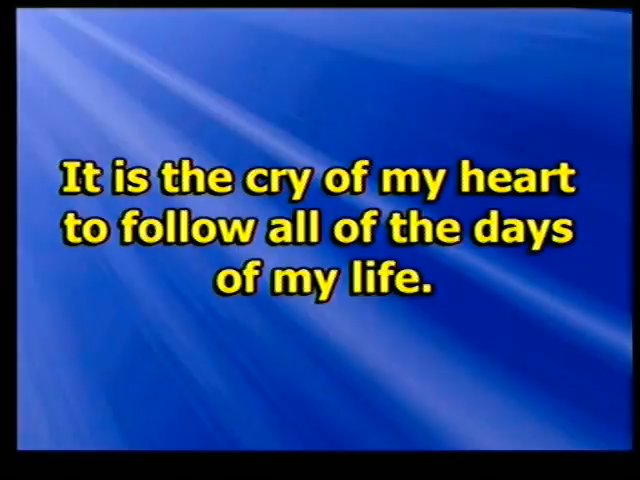 It is the cry of my heart
to follow all of the days
of my life.